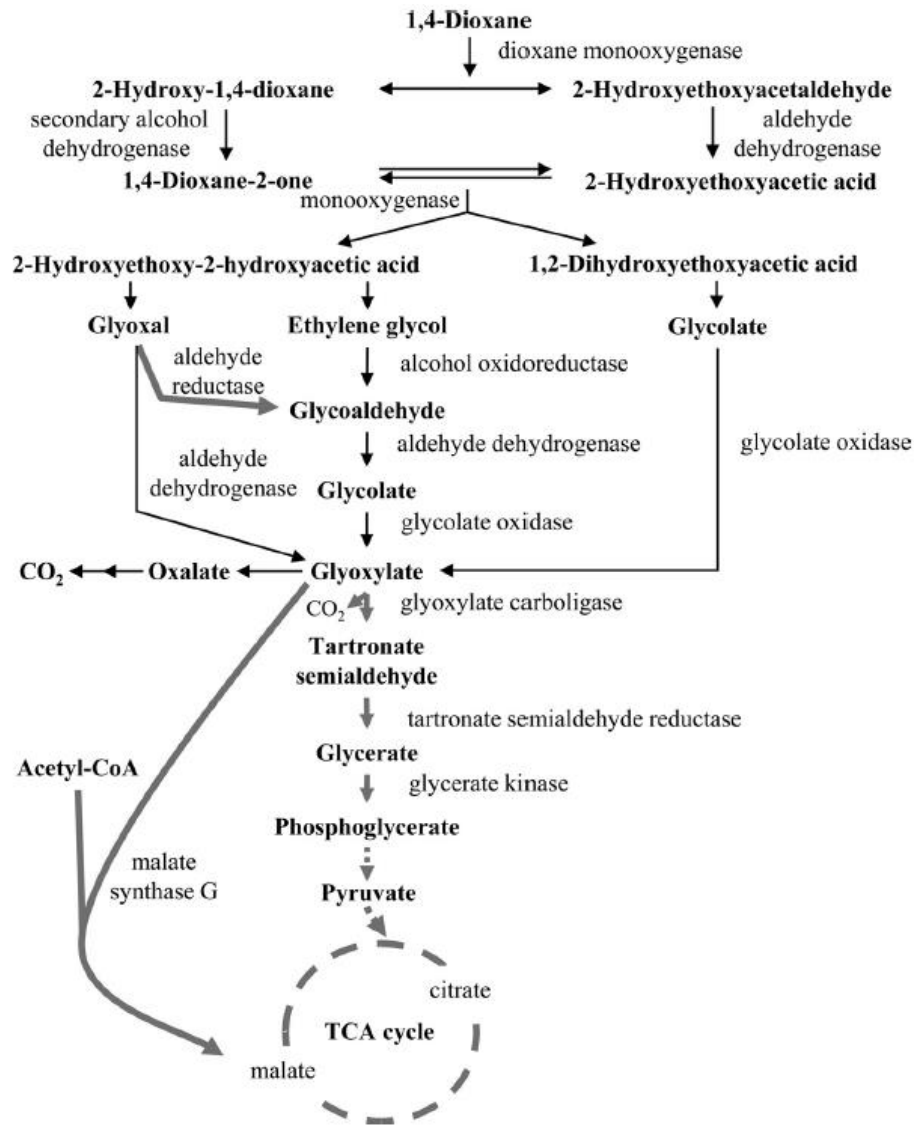 1,4-Dioxane
dioxane monooxygenase
2-Hydroxy-1,4-dioxane
2-Hydroxyethoxyacetaldehyde
secondary alcohol
dehydrogenase
aldehyde
dehydrogenase
1,4-Dioxane-2-one
2-Hydroxyethoxyacetic acid
monooxygenase
2-Hydroxyethoxy-2-hydroxyacetic acid
1,2-Dihydroxyethoxyacetic acid
Glyoxal
Ethylene glycol
Glycolate
aldehyde
reductase
alcohol oxidoreductase
Glycoaldehyde
aldehyde
dehydrogenase
aldehyde dehydrogenase
glycolate oxidase
Glycolate
glycolate oxidase
CO2
Oxalate
Glyoxylate
CO2
glyoxylate carboligase
Tartronate
semialdehyde
tartronate semialdehyde reductase
Glycerate
Acetyl-CoA
glycerate kinase
Phosphoglycerate
malate
synthase G
Pyruvate
citrate
TCA cycle
malate